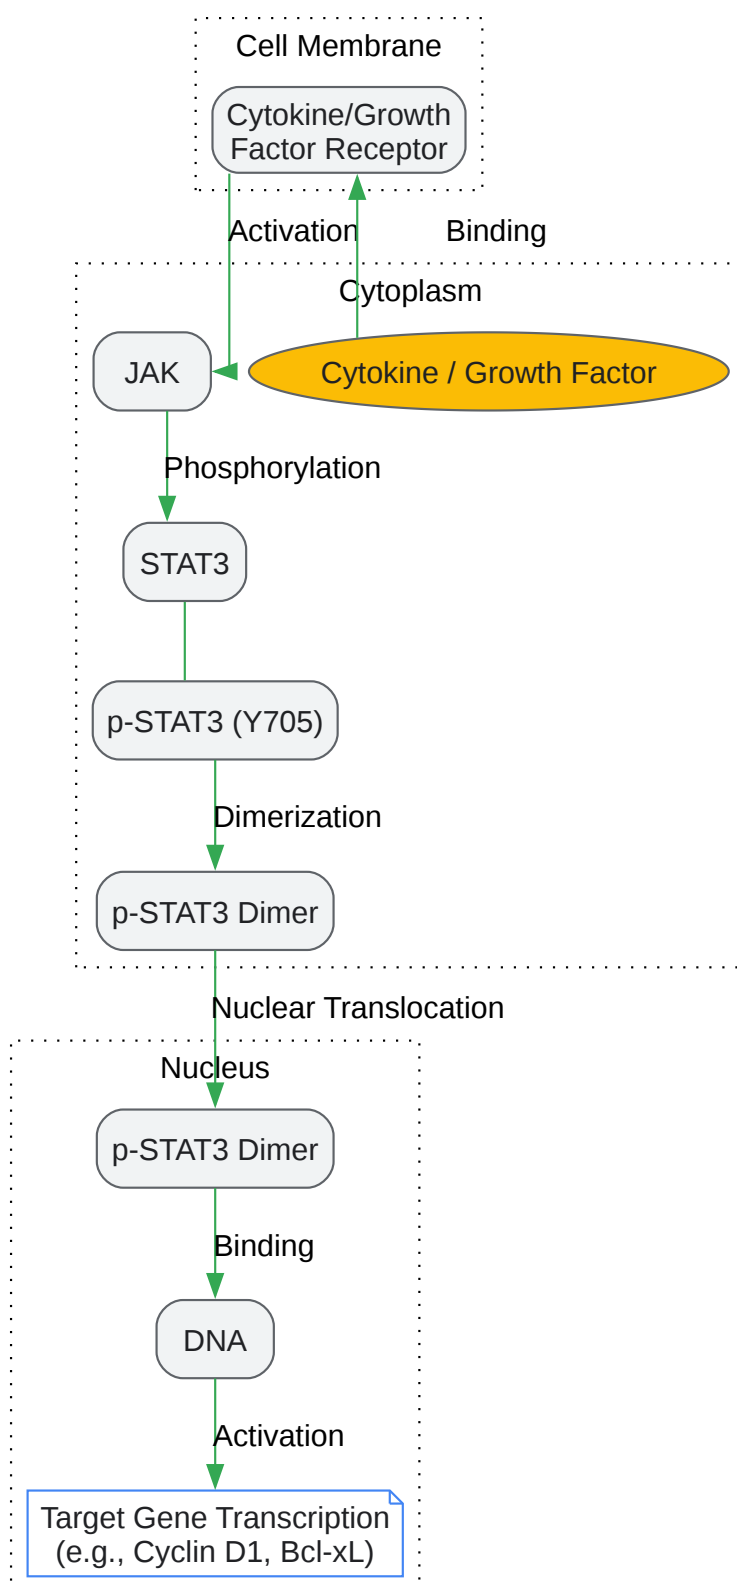 Cell Membrane
Cytokine/Growth
Factor Receptor
Activation
Binding
Cytoplasm
JAK
Cytokine / Growth Factor
Phosphorylation
STAT3
p-STAT3 (Y705)
Dimerization
p-STAT3 Dimer
Nuclear Translocation
Nucleus
p-STAT3 Dimer
Binding
DNA
Activation
Target Gene Transcription
(e.g., Cyclin D1, Bcl-xL)